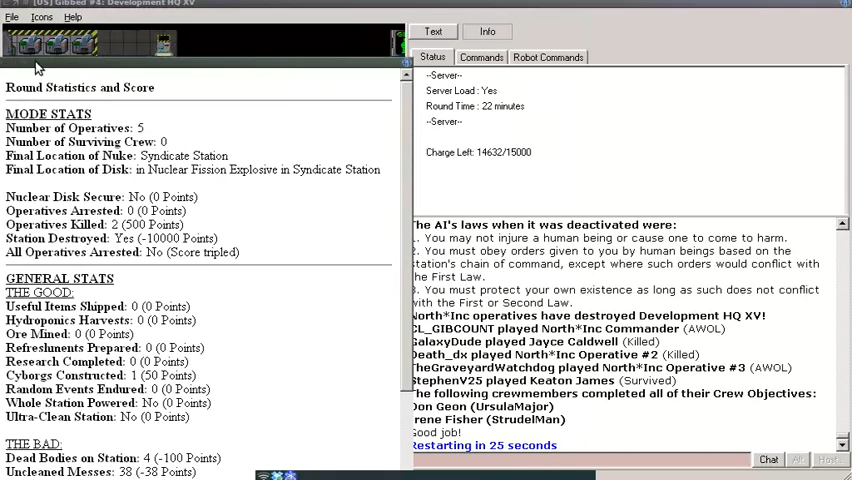 [US] Gibbed #4: Development HQ XV
File Icons Help
Text Info
Status Commands Robot Commands
--Server--
Server Load : Yes
Round Time : 22 minutes
--Server--
Charge Left: 14632/15000
Round Statistics and Score
MODE STATS
Number of Operatives: 5
Number of Surviving Crew: 0
Final Location of Nuke: Syndicate Station
Final Location of Disk: in Nuclear Fission Explosive in Syndicate Station
Nuclear Disk Secure: No (0 Points)
Operatives Arrested: 0 (0 Points)
Operatives Killed: 2 (500 Points)
Station Destroyed: Yes (-10000 Points)
All Operatives Arrested: No (Score tripled)
GENERAL STATS
THE GOOD:
Useful Items Shipped: 0 (0 Points)
Hydroponics Harvests: 0 (0 Points)
Ore Mined: 0 (0 Points)
Refreshments Prepared: 0 (0 Points)
Research Completed: 0 (0 Points)
Cyborgs Constructed: 1 (50 Points)
Random Events Endured: 0 (0 Points)
Whole Station Powered: No (0 Points)
Ultra-Clean Station: No (0 Points)
THE BAD:
Dead Bodies on Station: 4 (-100 Points)
Uncleaned Messes: 38 (-38 Points)
The AI's laws when it was deactivated were:
1. You may not injure a human being or cause one to come to harm.
2. You must obey orders given to you by human beings based on the
station's chain of command, except where such orders would conflict with
the First Law.
3. You must protect your own existence as long as such does not conflict
with the First or Second Law.
North*Inc operatives have destroyed Development HQ XV!
CL_GIBCOUNT played North*Inc Commander (AWOL)
GalaxyDude played Jayce Caldwell (Killed)
Death_dx played North*Inc Operative #2 (Killed)
TheGraveyardWatchdog played North*Inc Operative #3 (AWOL)
StephenV25 played Keaton James (Survived)
The following crewmembers completed all of their Crew Objectives:
Don Geon (UrsulaMajor)
Irene Fisher (StrudelMan)
Good job!
Restarting in 25 seconds
Chat Alt Host